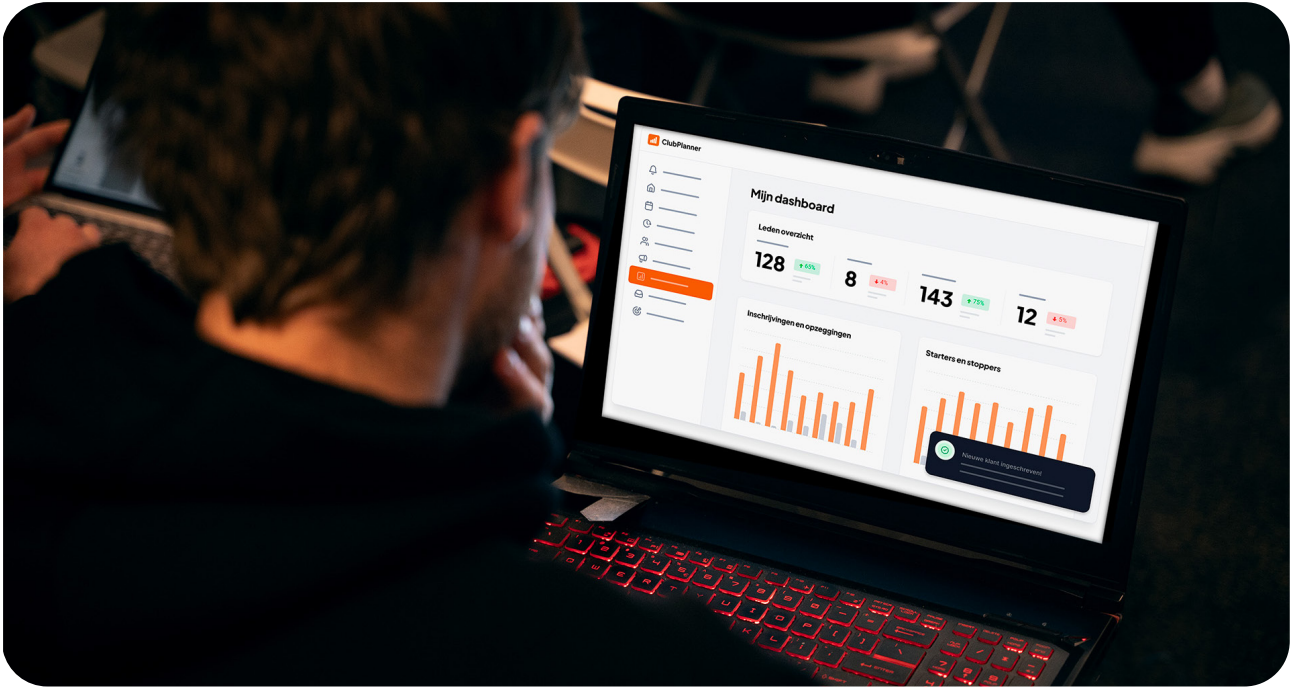 ClubPlanner
Mijn dashboard
Leden overzicht
128
65%
8
4%
143
75%
12
5%
Inschrijvingen en opzeggingen
Starters en stoppers
Nieuwe klant ingeschreven!